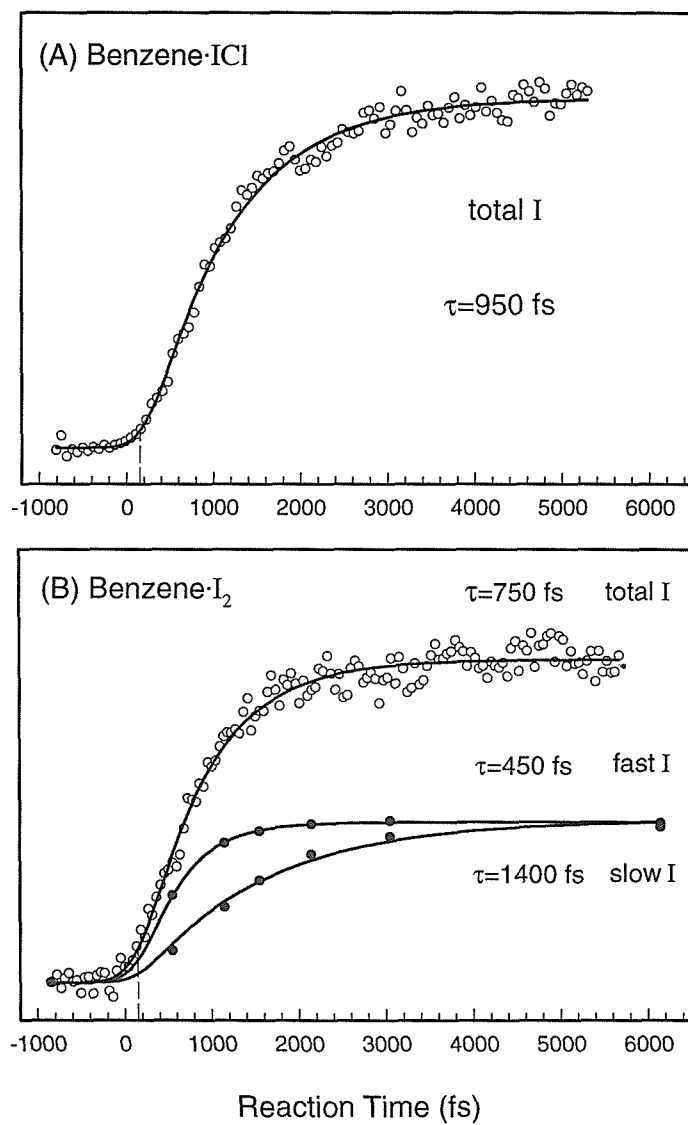 (A) Benzene·ICl
total I
τ=950 fs
-1000 0 1000 2000 3000 4000 5000 6000
(B) Benzene·I₂
τ=750 fs total I
τ=450 fs fast I
τ=1400 fs slow I
-1000 0 1000 2000 3000 4000 5000 6000
Reaction Time (fs)